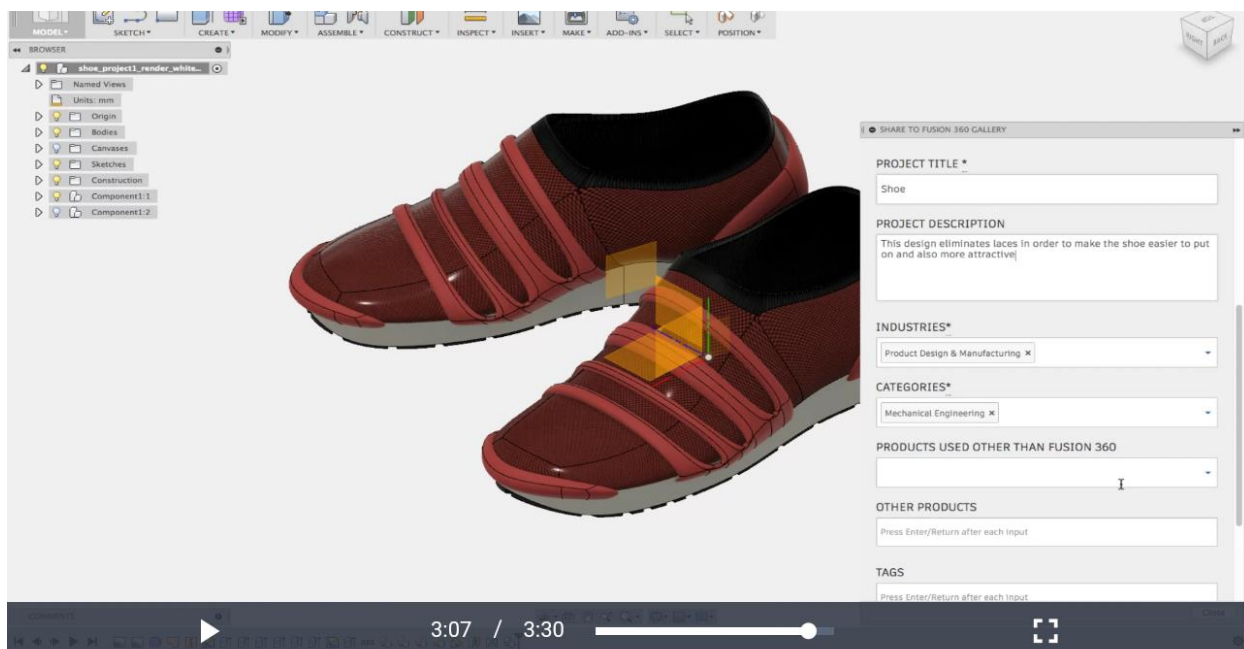 MODEL SKETCH CREATE MODIFY ASSEMBLE CONSTRUCT INSPECT INSERT MAKE ADD-INS SELECT POSITION
BROWSER
shoe_project1_render_white...
Named Views
Units: mm
Origin
Bodies
Canvases
Sketches
Construction
Component1:1
Component1:2
RIGHT BACK
SHARE TO FUSION 360 GALLERY
PROJECT TITLE *
Shoe
PROJECT DESCRIPTION
This design eliminates laces in order to make the shoe easier to put
on and also more attractive
INDUSTRIES*
Product Design & Manufacturing ×
CATEGORIES*
Mechanical Engineering ×
PRODUCTS USED OTHER THAN FUSION 360
OTHER PRODUCTS
Press Enter/Return after each input
TAGS
Press Enter/Return after each input
COMMENTS
Close
3:07 / 3:30